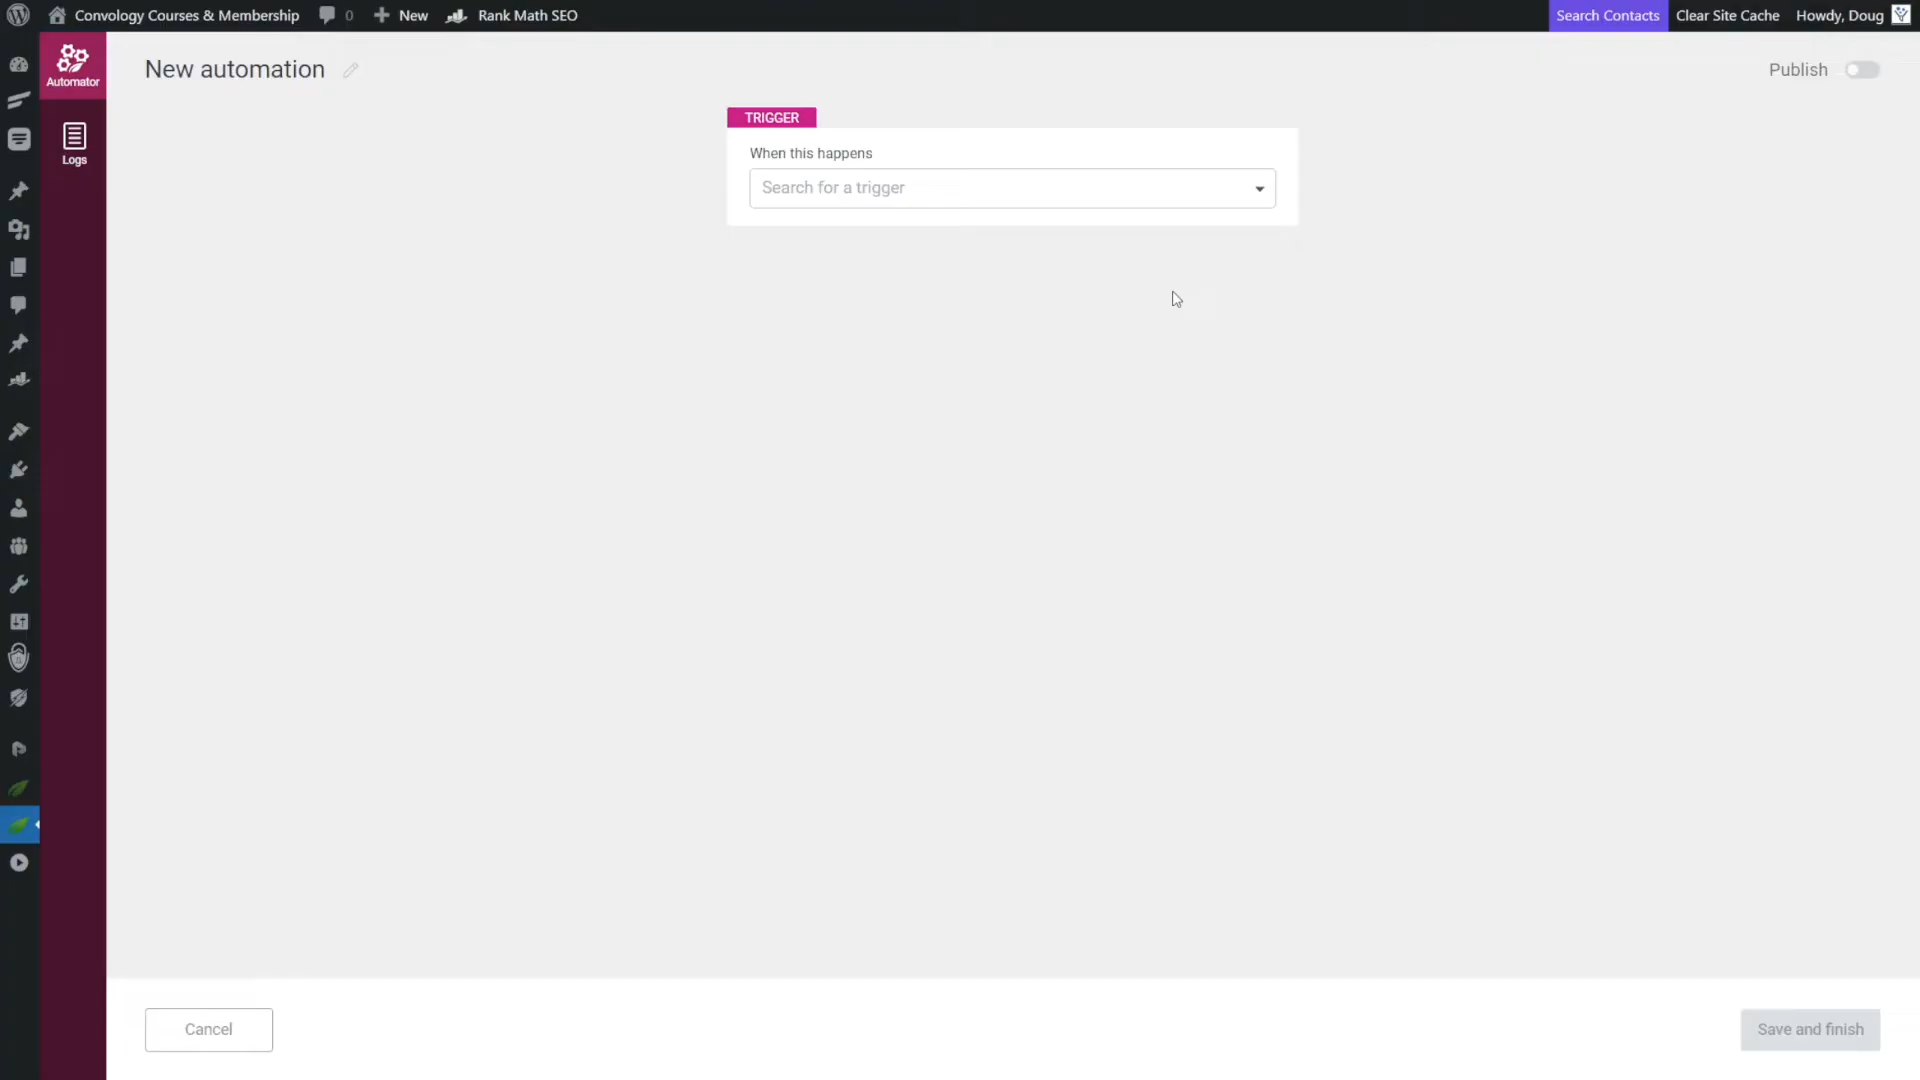 Convology Courses & Membership
0
New
Rank Math SEO
Search Contacts
Clear Site Cache
Howdy, Doug
Automator
Logs
New automation
Publish
TRIGGER
When this happens
Search for a trigger
Cancel
Save and finish